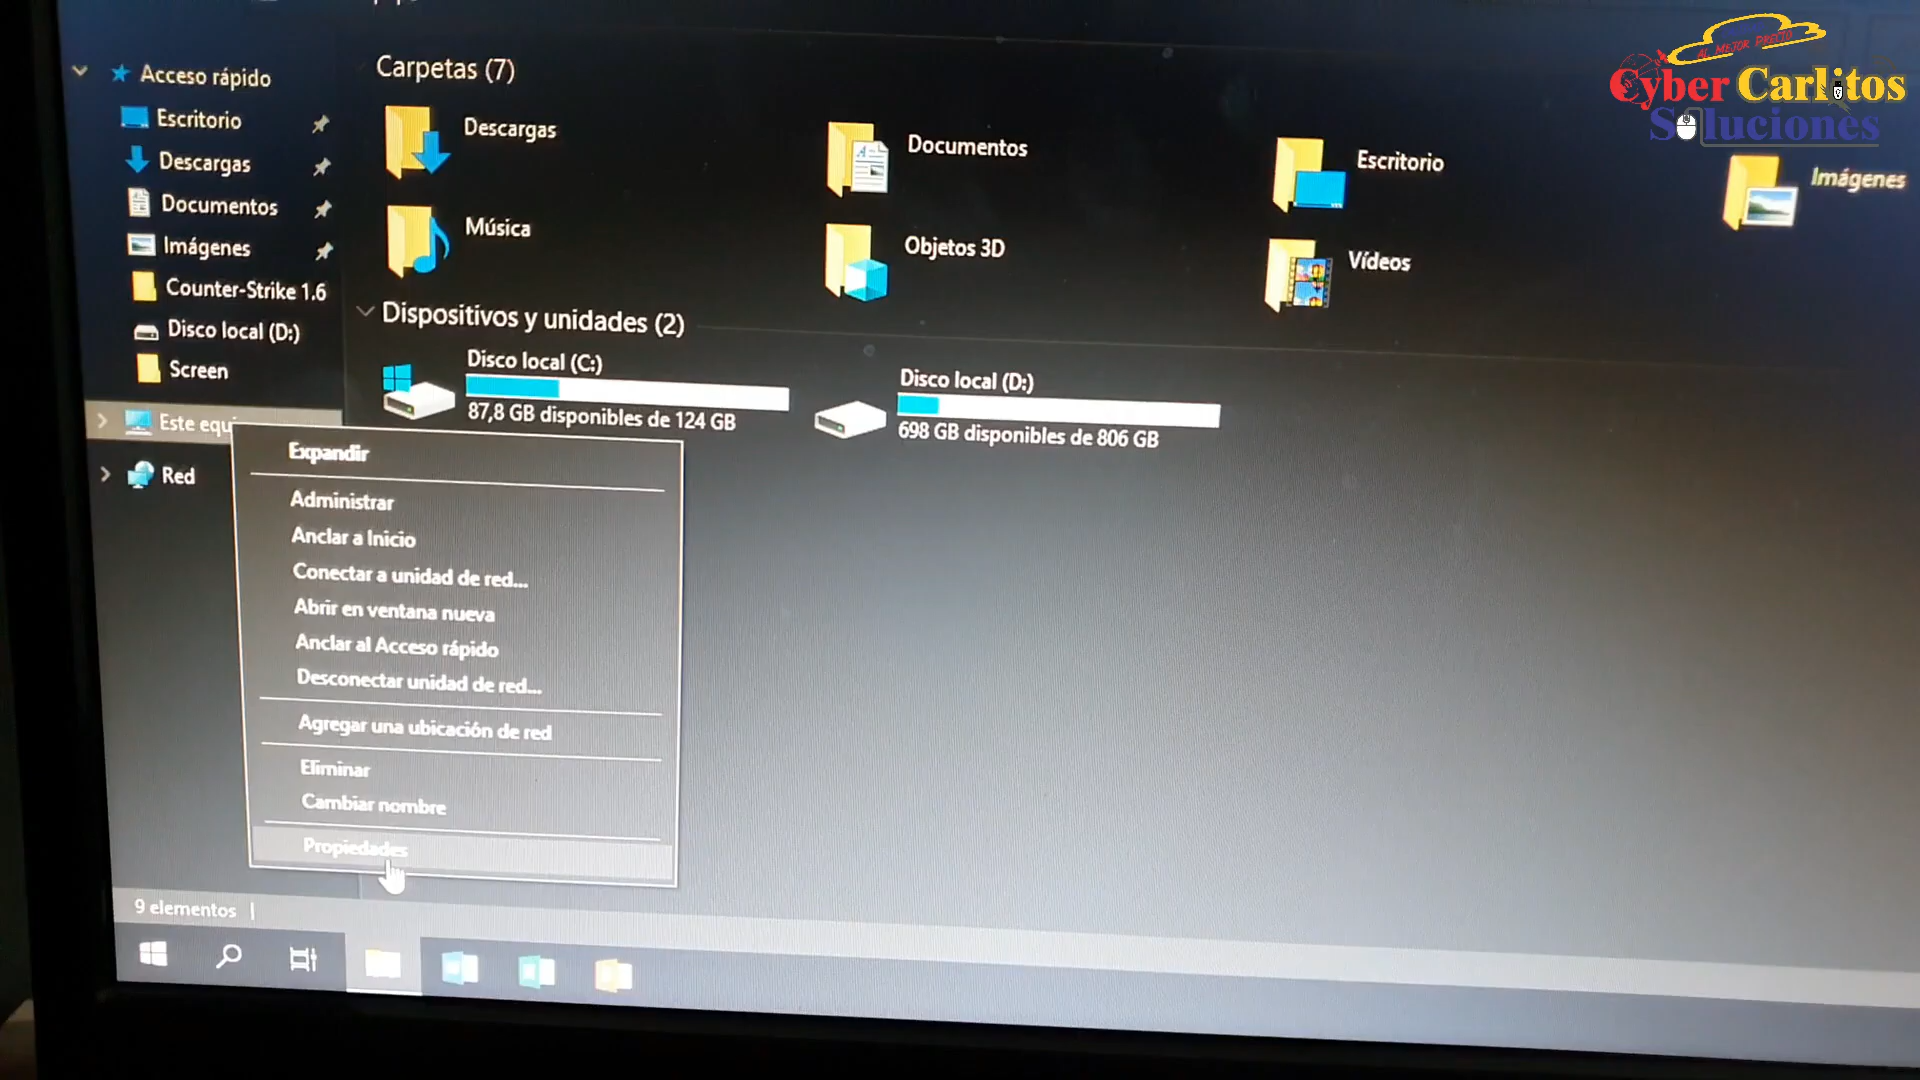 AL MEJOR PRECIO
Cyber Carlitos
Soluciones
Acceso rápido
Escritorio
Descargas
Documentos
Imágenes
Counter-Strike 1.6
Disco local (D:)
Screen
Este equi
Red
Carpetas (7)
Descargas
Documentos
Escritorio
Imágenes
Música
Objetos 3D
Vídeos
Dispositivos y unidades (2)
Disco local (C:)
87,8 GB disponibles de 124 GB
Disco local (D:)
698 GB disponibles de 806 GB
Expandir
Administrar
Anclar a Inicio
Conectar a unidad de red...
Abrir en ventana nueva
Anclar al Acceso rápido
Desconectar unidad de red...
Agregar una ubicación de red
Eliminar
Cambiar nombre
Propiedades
9 elementos